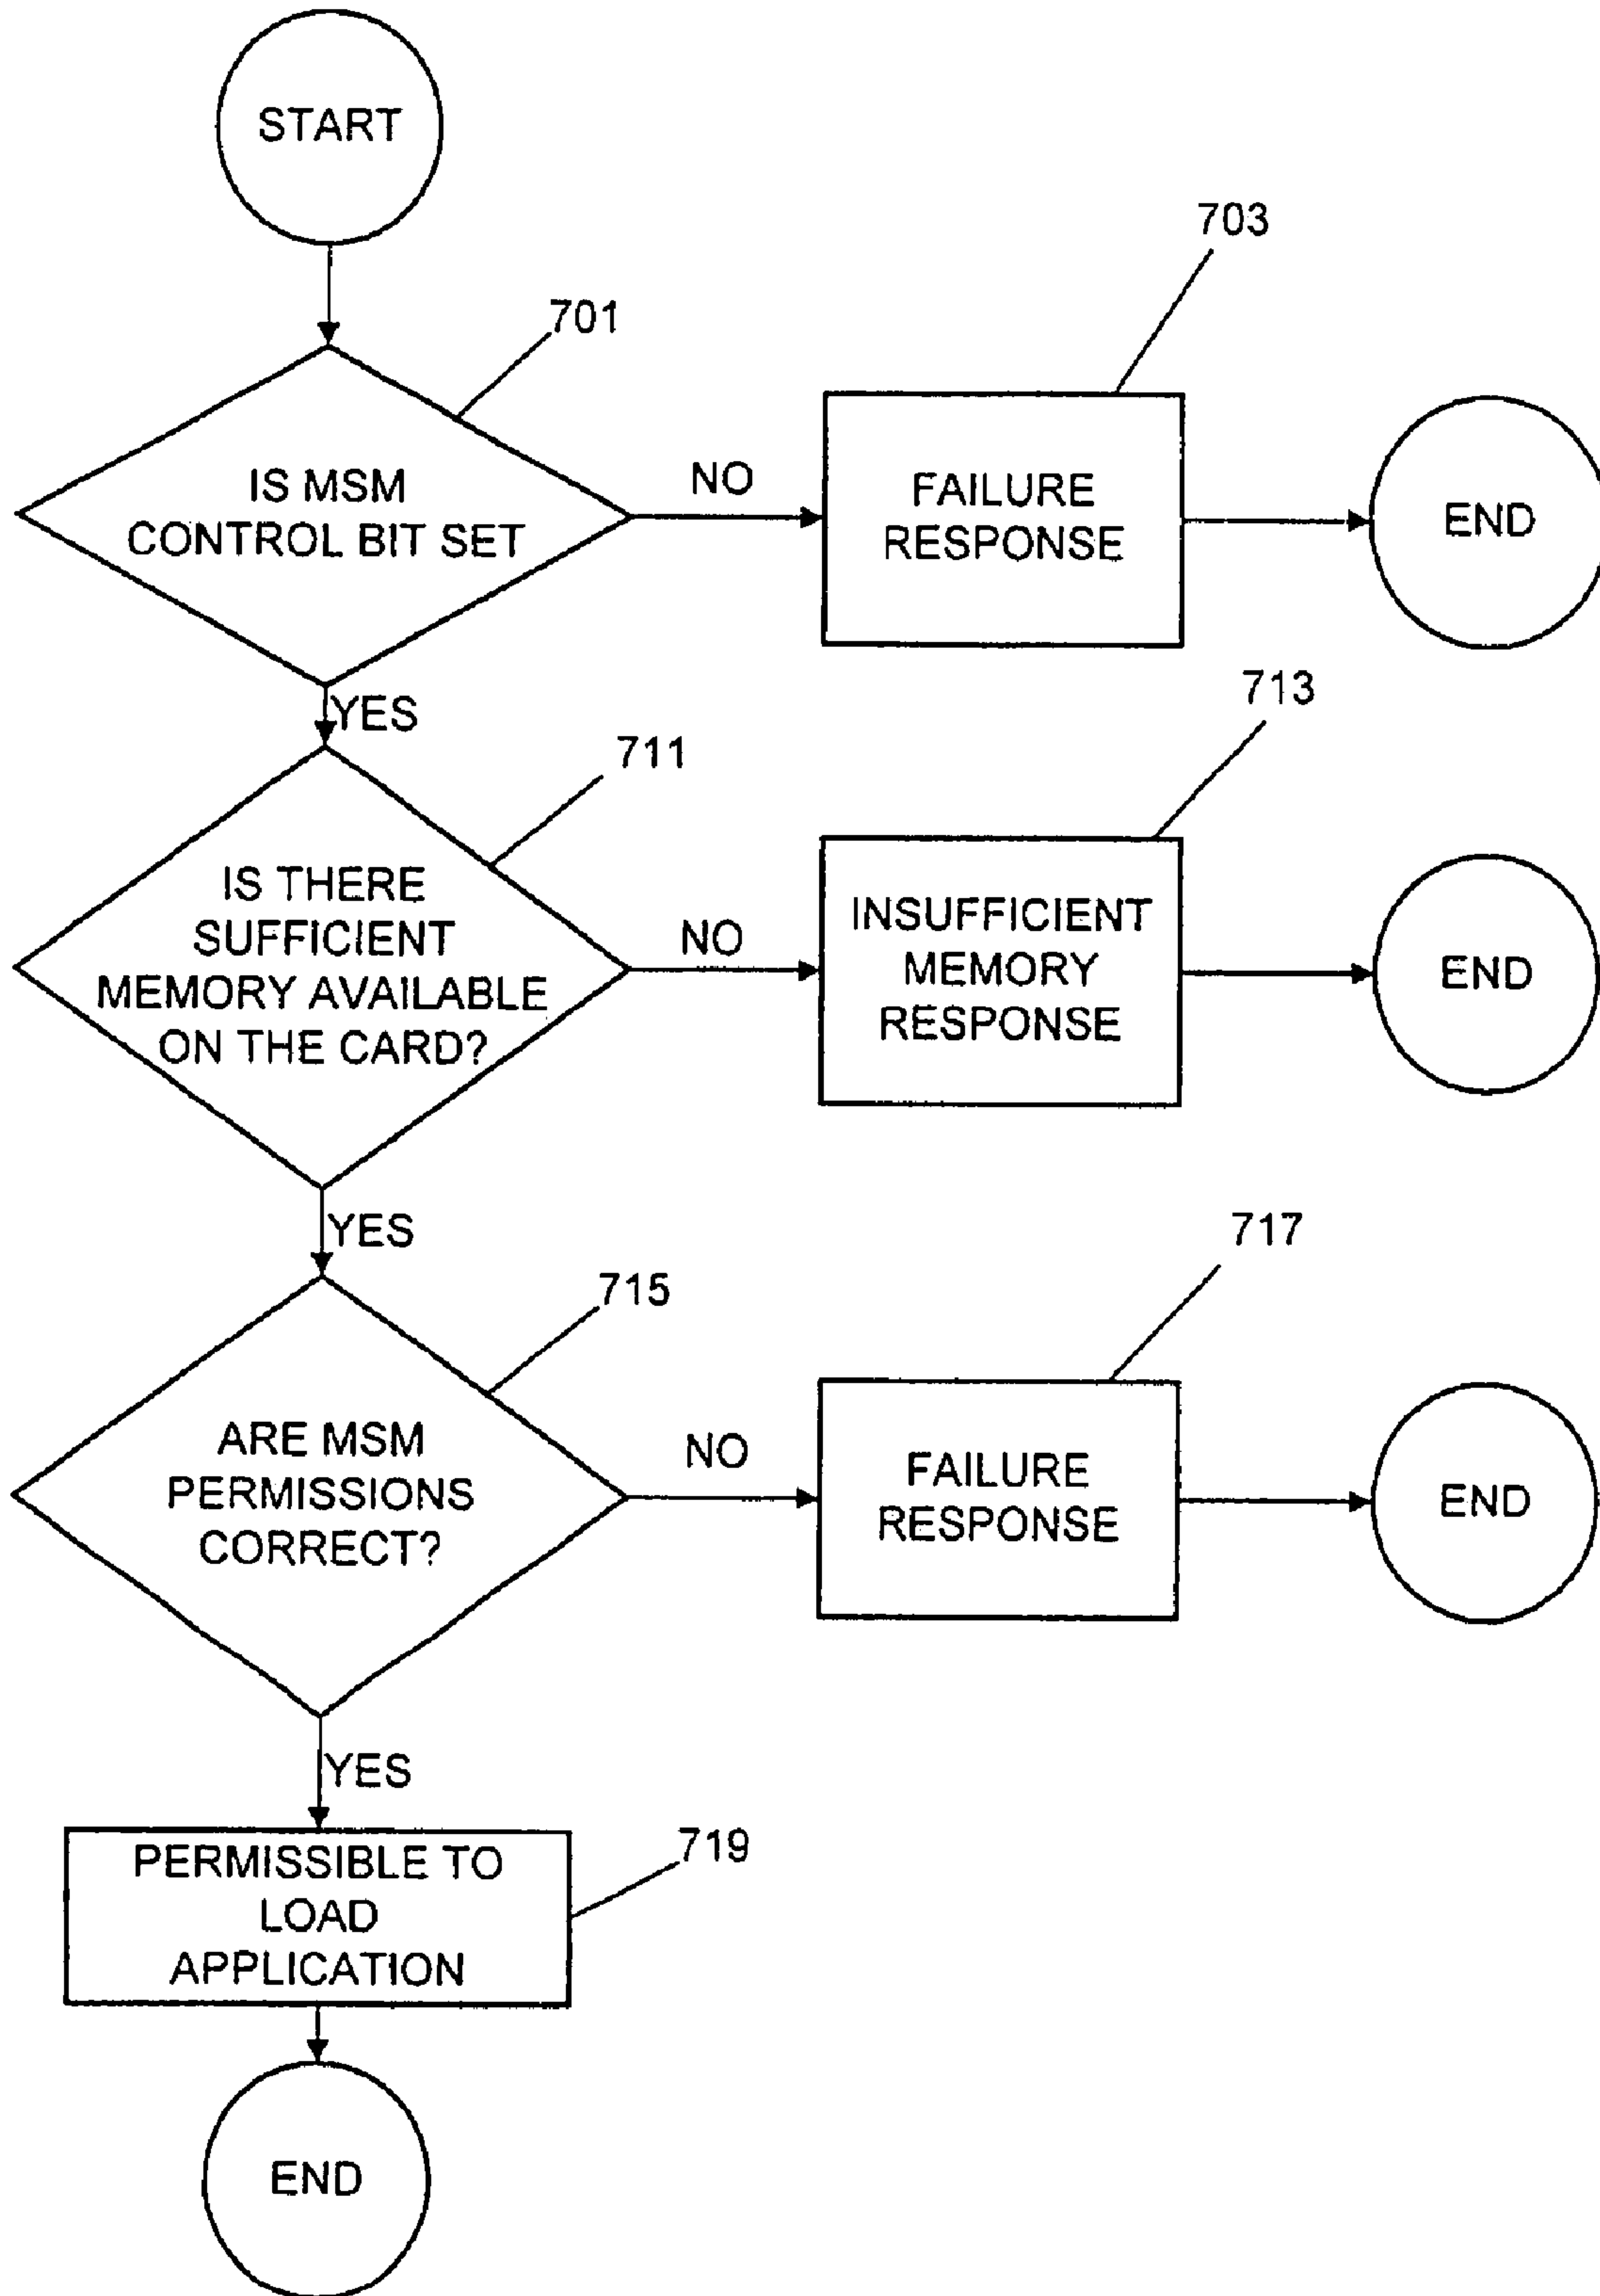 START
703
701
IS MSM
CONTROL BIT SET
NO
FAILURE
RESPONSE
END
YES
713
711
IS THERE
SUFFICIENT
MEMORY AVAILABLE
ON THE CARD?
NO
INSUFFICIENT
MEMORY
RESPONSE
END
YES
717
715
ARE MSM
PERMISSIONS
CORRECT?
NO
FAILURE
RESPONSE
END
YES
719
PERMISSIBLE TO
LOAD
APPLICATION
END